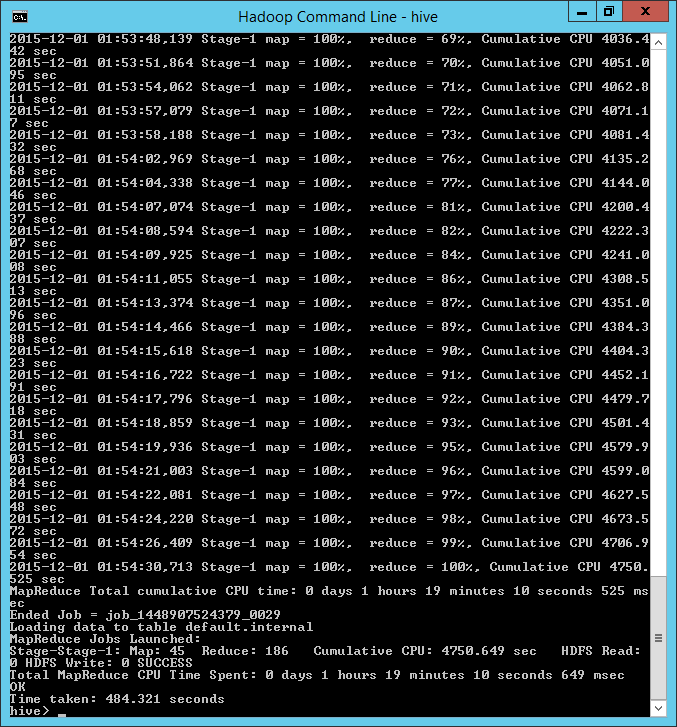 Hadoop Command Line - hive
2015-12-01 01:53:48,139 Stage-1 map = 100%,  reduce = 69%, Cumulative CPU 4036.4
42 sec
2015-12-01 01:53:51,864 Stage-1 map = 100%,  reduce = 70%, Cumulative CPU 4051.0
95 sec
2015-12-01 01:53:54,062 Stage-1 map = 100%,  reduce = 71%, Cumulative CPU 4062.8
11 sec
2015-12-01 01:53:57,079 Stage-1 map = 100%,  reduce = 72%, Cumulative CPU 4071.1
7 sec
2015-12-01 01:53:58,188 Stage-1 map = 100%,  reduce = 73%, Cumulative CPU 4081.4
32 sec
2015-12-01 01:54:02,969 Stage-1 map = 100%,  reduce = 76%, Cumulative CPU 4135.2
68 sec
2015-12-01 01:54:04,338 Stage-1 map = 100%,  reduce = 77%, Cumulative CPU 4144.0
46 sec
2015-12-01 01:54:07,074 Stage-1 map = 100%,  reduce = 81%, Cumulative CPU 4200.4
37 sec
2015-12-01 01:54:08,594 Stage-1 map = 100%,  reduce = 82%, Cumulative CPU 4222.3
07 sec
2015-12-01 01:54:09,925 Stage-1 map = 100%,  reduce = 84%, Cumulative CPU 4241.0
08 sec
2015-12-01 01:54:11,055 Stage-1 map = 100%,  reduce = 86%, Cumulative CPU 4308.5
13 sec
2015-12-01 01:54:13,374 Stage-1 map = 100%,  reduce = 87%, Cumulative CPU 4351.0
96 sec
2015-12-01 01:54:14,466 Stage-1 map = 100%,  reduce = 89%, Cumulative CPU 4384.3
88 sec
2015-12-01 01:54:15,618 Stage-1 map = 100%,  reduce = 90%, Cumulative CPU 4404.3
23 sec
2015-12-01 01:54:16,722 Stage-1 map = 100%,  reduce = 91%, Cumulative CPU 4452.1
91 sec
2015-12-01 01:54:17,796 Stage-1 map = 100%,  reduce = 92%, Cumulative CPU 4479.7
18 sec
2015-12-01 01:54:18,859 Stage-1 map = 100%,  reduce = 93%, Cumulative CPU 4501.4
31 sec
2015-12-01 01:54:19,936 Stage-1 map = 100%,  reduce = 95%, Cumulative CPU 4579.9
03 sec
2015-12-01 01:54:21,003 Stage-1 map = 100%,  reduce = 96%, Cumulative CPU 4599.0
84 sec
2015-12-01 01:54:22,081 Stage-1 map = 100%,  reduce = 97%, Cumulative CPU 4627.5
48 sec
2015-12-01 01:54:24,220 Stage-1 map = 100%,  reduce = 98%, Cumulative CPU 4673.5
72 sec
2015-12-01 01:54:26,409 Stage-1 map = 100%,  reduce = 99%, Cumulative CPU 4706.9
54 sec
2015-12-01 01:54:30,713 Stage-1 map = 100%,  reduce = 100%, Cumulative CPU 4750.
525 sec
MapReduce Total cumulative CPU time: 0 days 1 hours 19 minutes 10 seconds 525 ms
ec
Ended Job = job_1448907524379_0029
Loading data to table default.internal
MapReduce Jobs Launched:
Stage-Stage-1: Map: 45  Reduce: 186   Cumulative CPU: 4750.649 sec   HDFS Read:
0 HDFS Write: 0 SUCCESS
Total MapReduce CPU Time Spent: 0 days 1 hours 19 minutes 10 seconds 649 msec
OK
Time taken: 484.321 seconds
hive> _